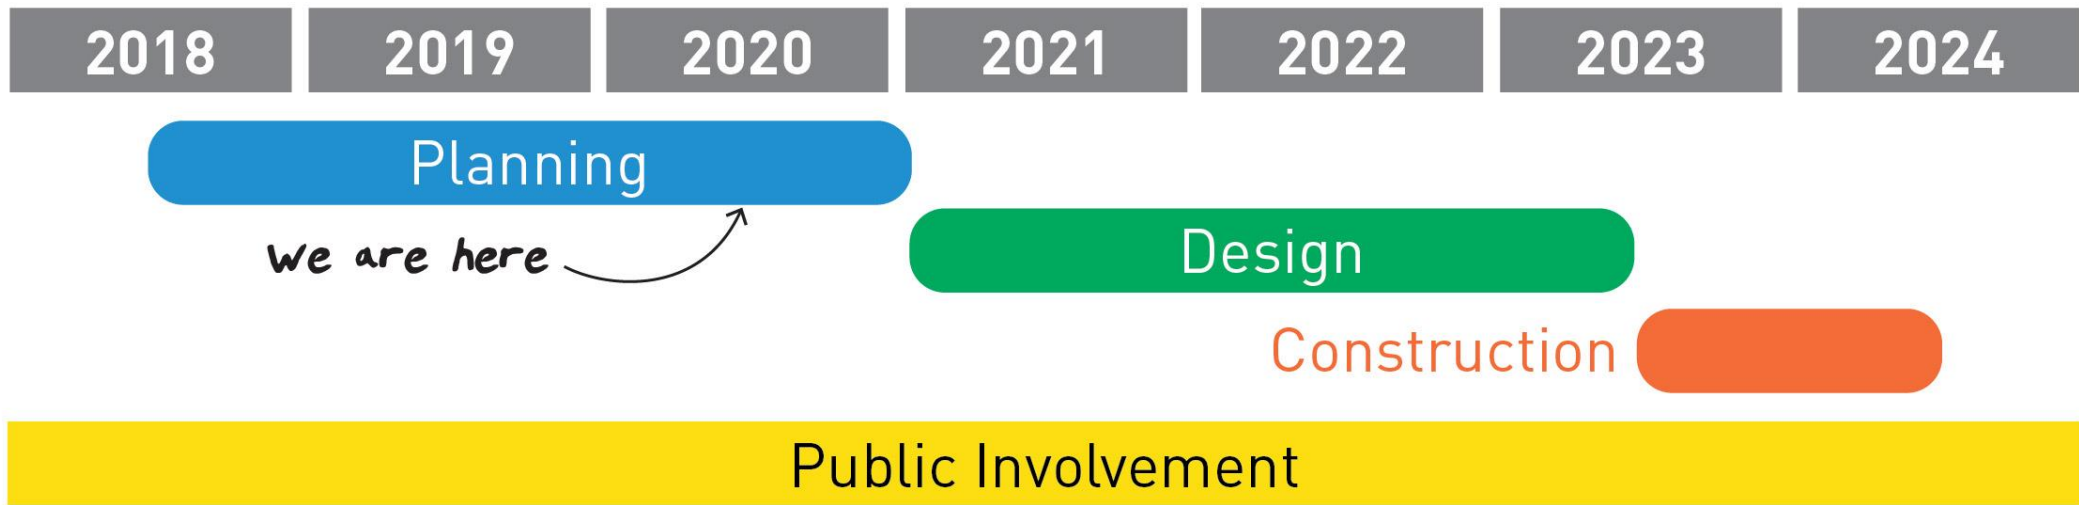 2018 2019 2020 2021 2022 2023 2024
Planning
we are here
Design
Construction
Public Involvement